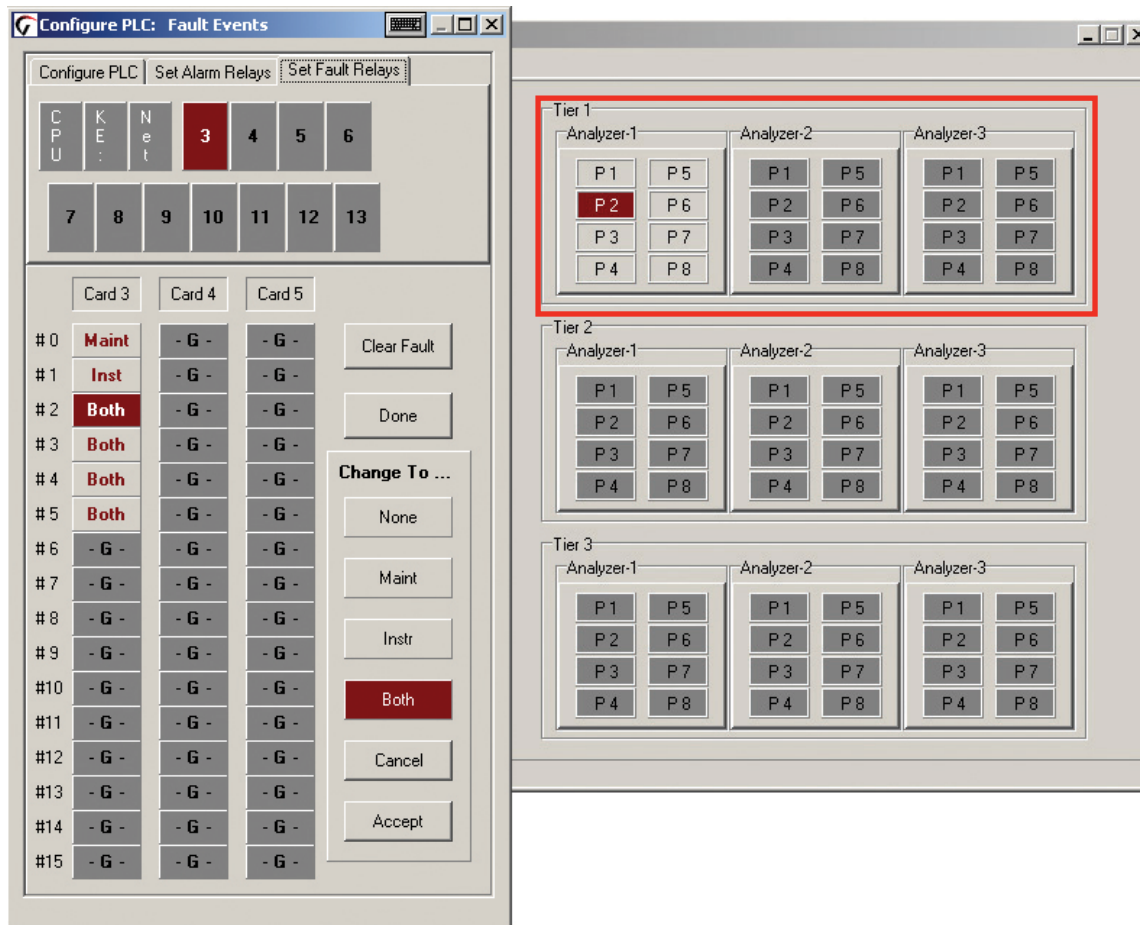 Configure PLC: Fault Events
Configure PLC
Set Alarm Relays
Set Fault Relays
CPU
KE:
Net
3
4
5
6
7
8
9
10
11
12
13
Card 3
Card 4
Card 5
#0 Maint - G - - G -
#1 Inst - G - - G -
#2 Both - G - - G -
#3 Both - G - - G -
#4 Both - G - - G -
#5 Both - G - - G -
#6 - G - - G - - G -
#7 - G - - G - - G -
#8 - G - - G - - G -
#9 - G - - G - - G -
#10 - G - - G - - G -
#11 - G - - G - - G -
#12 - G - - G - - G -
#13 - G - - G - - G -
#14 - G - - G - - G -
#15 - G - - G - - G -
Clear Fault
Done
Change To ...
None
Maint
Instr
Both
Cancel
Accept
Tier 1
Analyzer-1 Analyzer-2 Analyzer-3
P1 P5 P1 P5 P1 P5
P2 P6 P2 P6 P2 P6
P3 P7 P3 P7 P3 P7
P4 P8 P4 P8 P4 P8
Tier 2
Analyzer-1 Analyzer-2 Analyzer-3
P1 P5 P1 P5 P1 P5
P2 P6 P2 P6 P2 P6
P3 P7 P3 P7 P3 P7
P4 P8 P4 P8 P4 P8
Tier 3
Analyzer-1 Analyzer-2 Analyzer-3
P1 P5 P1 P5 P1 P5
P2 P6 P2 P6 P2 P6
P3 P7 P3 P7 P3 P7
P4 P8 P4 P8 P4 P8